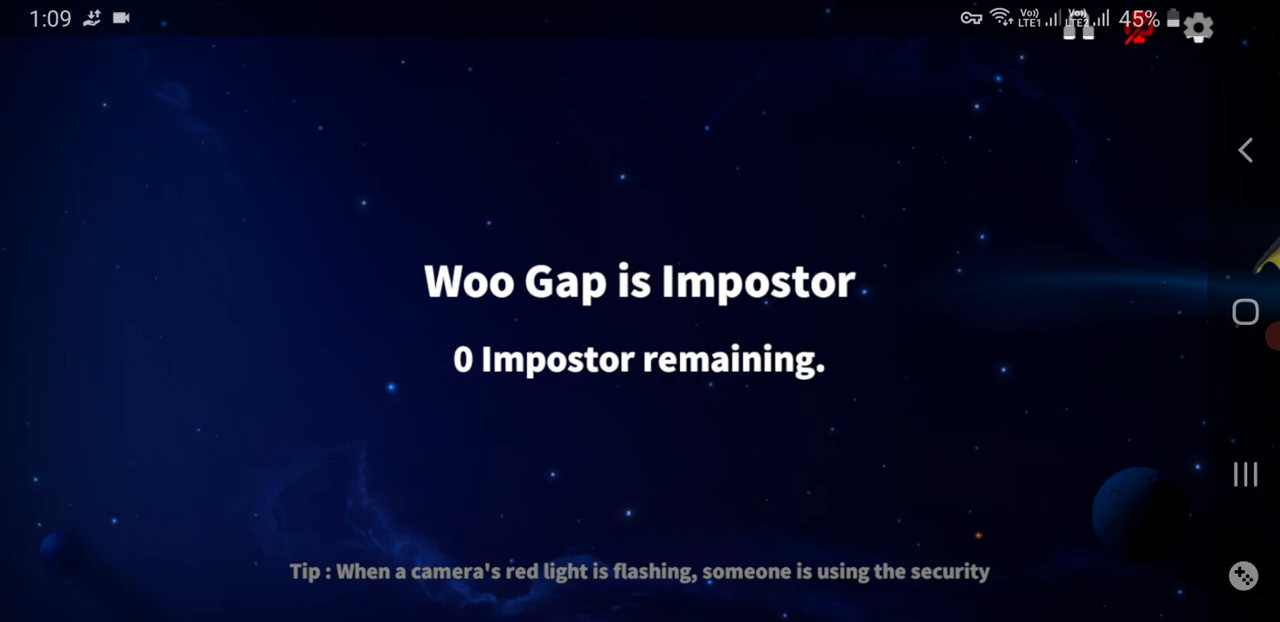 1:09 Vo)) LTE1 Vo)) LTE2 45%
Woo Gap is Impostor
0 Impostor remaining.
Tip : When a camera's red light is flashing, someone is using the security